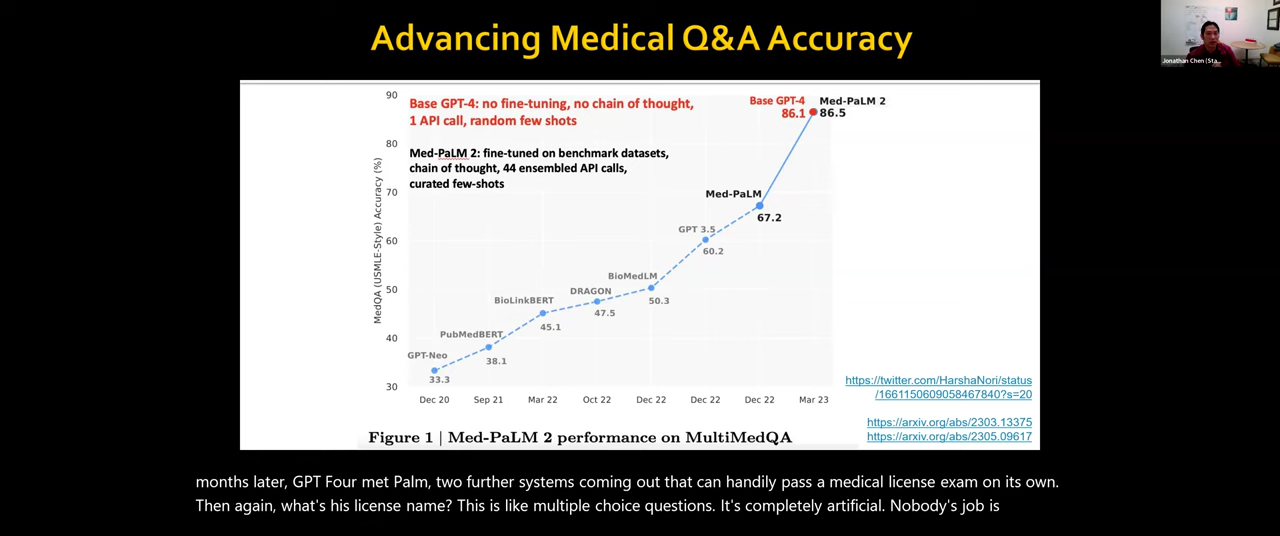 Advancing Medical Q&A Accuracy
Jonathan Chen (Sta...
90
80
70
60
50
40
30
MedQA (USMLE-Style) Accuracy (%)
Base GPT-4: no fine-tuning, no chain of thought,
1 API call, random few shots
Med-PaLM 2: fine-tuned on benchmark datasets,
chain of thought, 44 ensembled API calls,
curated few-shots
Base GPT-4
86.1
Med-PaLM 2
86.5
Med-PaLM
67.2
GPT 3.5
60.2
BioMedLM
50.3
DRAGON
47.5
BioLinkBERT
45.1
PubMedBERT
38.1
GPT-Neo
33.3
Dec 20 Sep 21 Mar 22 Oct 22 Dec 22 Dec 22 Dec 22 Mar 23
Figure 1 | Med-PaLM 2 performance on MultiMedQA
https://twitter.com/HarshaNori/status
/1661150609058467840?s=20
https://arxiv.org/abs/2303.13375
https://arxiv.org/abs/2305.09617
months later, GPT Four met Palm, two further systems coming out that can handily pass a medical license exam on its own.
Then again, what's his license name? This is like multiple choice questions. It's completely artificial. Nobody's job is